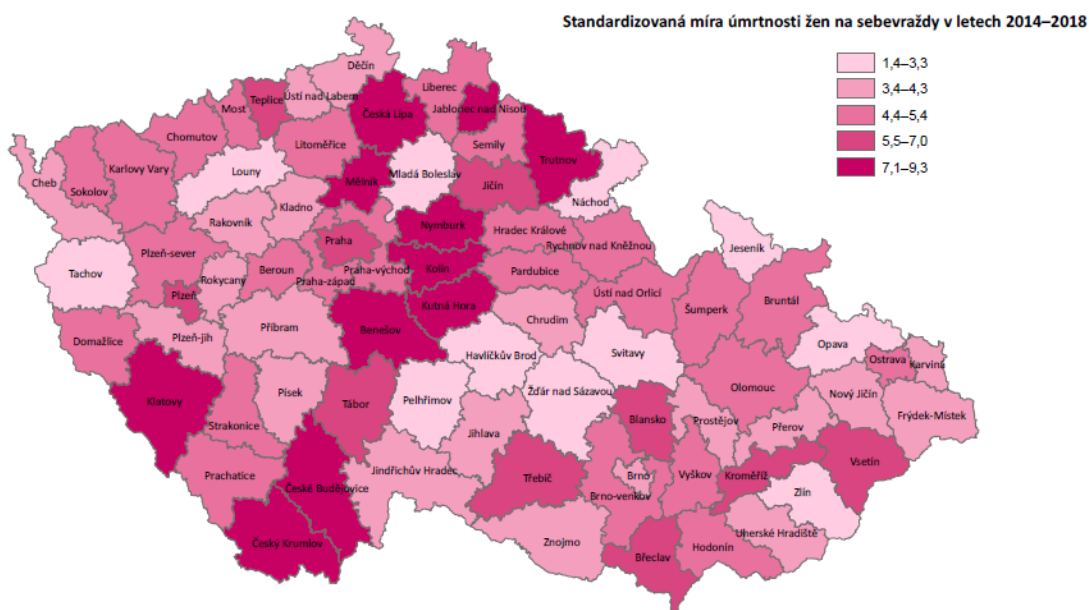 Standardizovaná míra úmrtnosti žen na sebevraždy v letech 2014–2018
1,4–3,3
3,4–4,3
4,4–5,4
5,5–7,0
7,1–9,3
Děčín
Liberec
Teplice
Ústí nad Labem
Most
Česká Lípa
Jablonec nad Nisou
Chomutov
Litoměřice
Semily
Trutnov
Karlovy Vary
Cheb
Sokolov
Louny
Mělník
Mladá Boleslav
Jičín
Náchod
Rakovník
Kladno
Nymburk
Hradec Králové
Rychnov nad Kněžnou
Praha
Jeseník
Plzeň-sever
Tachov
Rokycany
Beroun
Praha-východ
Praha-západ
Kolín
Pardubice
Plzeň
Ústí nad Orlicí
Šumperk
Bruntál
Kutná Hora
Chrudim
Domažlice
Plzeň-jih
Příbram
Benešov
Havlíčkův Brod
Svitavy
Opava
Ostrava
Karviná
Klatovy
Písek
Tábor
Pelhřimov
Žďár nad Sázavou
Olomouc
Nový Jičín
Frýdek-Místek
Strakonice
Jihlava
Blansko
Prostějov
Přerov
Prachatice
Jindřichův Hradec
Třebíč
Brno
Vyškov
Kroměříž
Vsetín
České Budějovice
Brno-venkov
Zlín
Český Krumlov
Znojmo
Břeclav
Hodonín
Uherské Hradiště